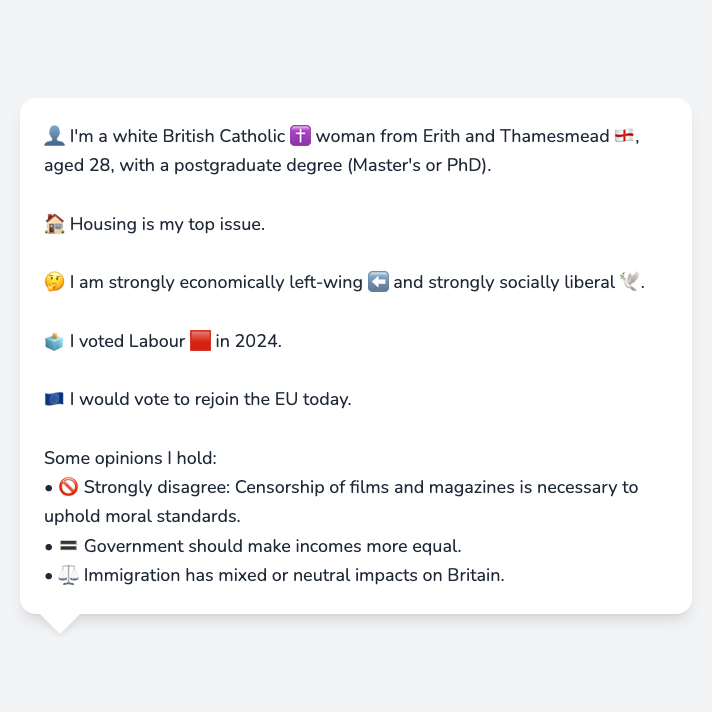 👤 I'm a white British Catholic ✝️ woman from Erith and Thamesmead 🏴󠁧󠁢󠁥󠁮󠁧󠁿,
aged 28, with a postgraduate degree (Master's or PhD).
🏠 Housing is my top issue.
🤔 I am strongly economically left-wing ⬅️ and strongly socially liberal 🕊️.
🗳️ I voted Labour 🟥 in 2024.
🇪🇺 I would vote to rejoin the EU today.
Some opinions I hold:
• 🚫 Strongly disagree: Censorship of films and magazines is necessary to
uphold moral standards.
• 🟰 Government should make incomes more equal.
• ⚖️ Immigration has mixed or neutral impacts on Britain.